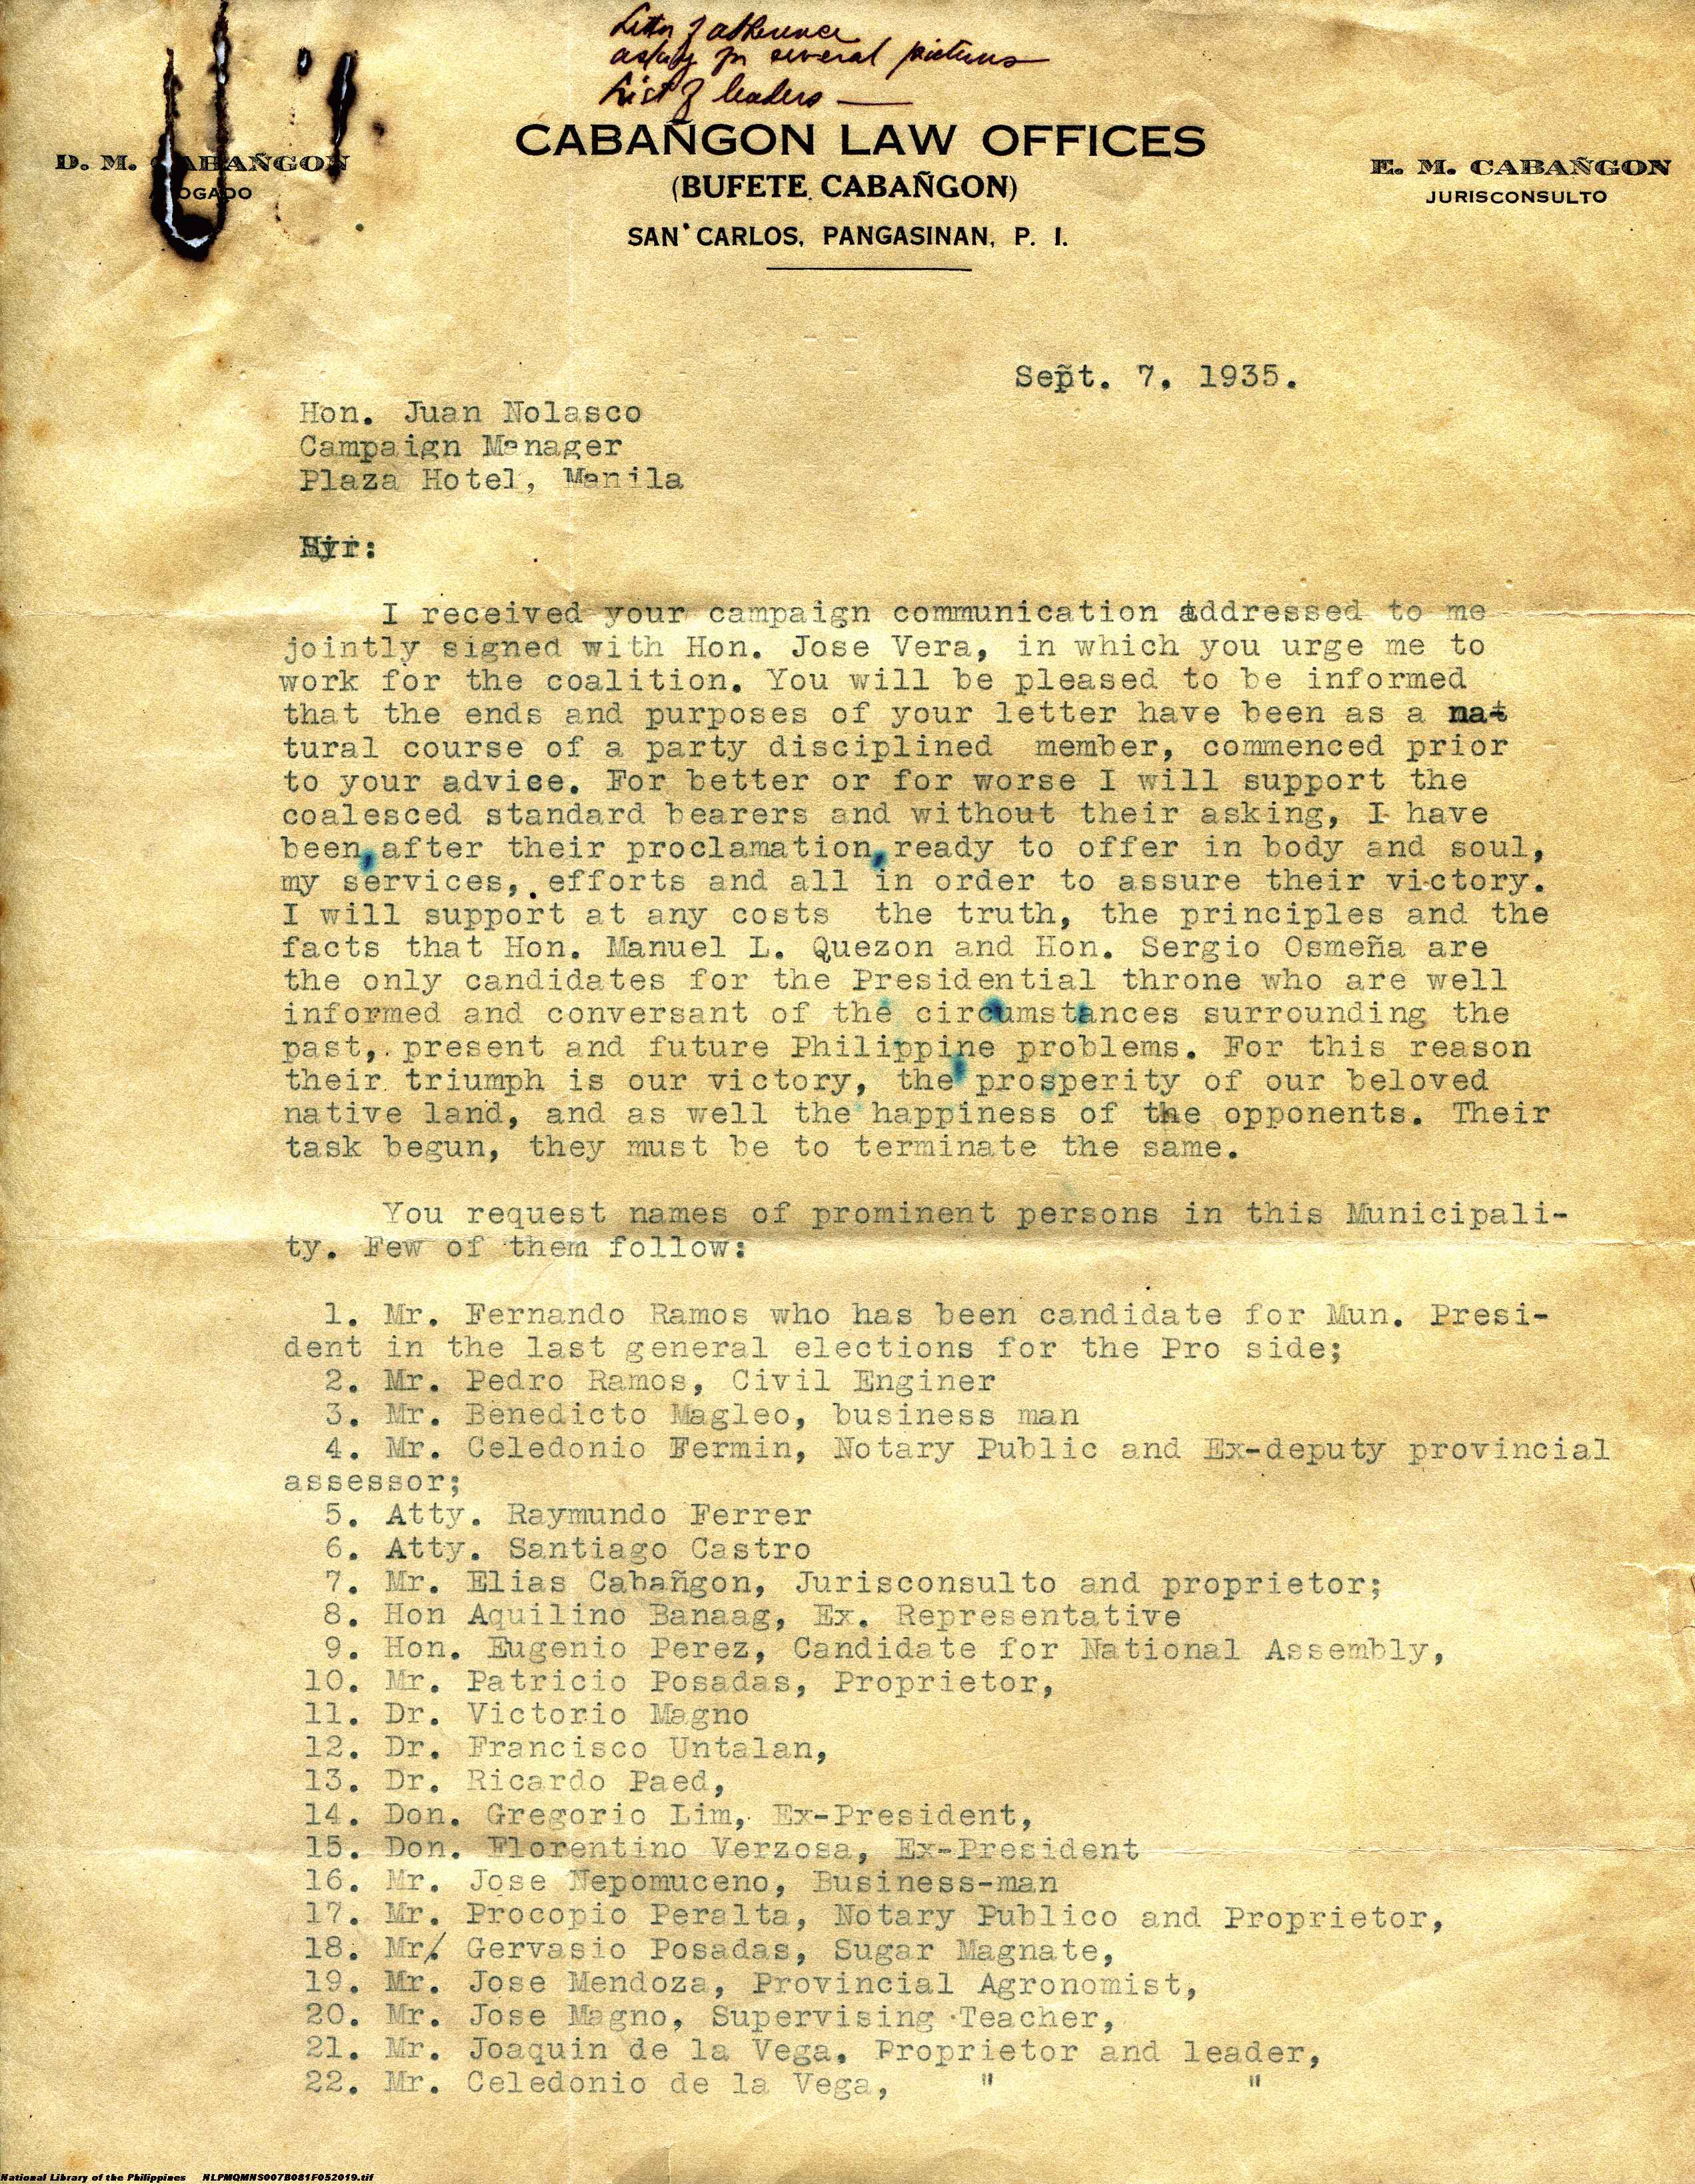 Letter of adherence
asking for several pictures
List of leaders —
CABAÑGON LAW OFFICES
(BUFETE CABAÑGON)
SAN CARLOS, PANGASINAN, P. I.
D. M. CABAÑGON
OGADO
E. M. CABAÑGON
JURISCONSULTO
Sept. 7, 1935.
Hon. Juan Nolasco
Campaign Manager
Plaza Hotel, Manila
I received your campaign communication addressed to me
jointly signed with Hon. Jose Vera, in which you urge me to
work for the coalition. You will be pleased to be informed
that the ends and purposes of your letter have been as a nat
tural course of a party disciplined member, commenced prior
to your advice. For better or for worse I will support the
coalesced standard bearers and without their asking, I have
been, after their proclamation, ready to offer in body and soul,
my services, efforts and all in order to assure their victory.
I will support at any costs the truth, the principles and the
facts that Hon. Manuel L. Quezon and Hon. Sergio Osmeña are
the only candidates for the Presidential throne who are well
informed and conversant of the circumstances surrounding the
past, present and future Philippine problems. For this reason
their triumph is our victory, the prosperity of our beloved
native land, and as well the happiness of the opponents. Their
task begun, they must be to terminate the same.
You request names of prominent persons in this Municipali-
ty. Few of them follow:
1. Mr. Fernando Ramos who has been candidate for Mun. Presi-
dent in the last general elections for the Pro side;
2. Mr. Pedro Ramos, Civil Enginer
3. Mr. Benedicto Magleo, business man
4. Mr. Celedonio Fermin, Notary Public and Ex-deputy provincial
assessor;
5. Atty. Raymundo Ferrer
6. Atty. Santiago Castro
7. Mr. Elias Cabañgon, Jurisconsulto and proprietor;
8. Hon Aquilino Banaag, Ex. Representative
9. Hon. Eugenio Perez, Candidate for National Assembly,
10. Mr. Patricio Posadas, Proprietor,
11. Dr. Victorio Magno
12. Dr. Francisco Untalan,
13. Dr. Ricardo Paed,
14. Don. Gregorio Lim, Ex-President,
15. Don. Florentino Verzosa, Ex-President
16. Mr. Jose Nepomuceno, Business-man
17. Mr. Procopio Peralta, Notary Publico and Proprietor,
18. Mr. Gervasio Posadas, Sugar Magnate,
19. Mr. Jose Mendoza, Provincial Agronomist,
20. Mr. Jose Magno, Supervising Teacher,
21. Mr. Joaquin de la Vega, Proprietor and leader,
22. Mr. Celedonio de la Vega, " "
National Library of the Philippines NLPMQMNS007B081F052019.tif